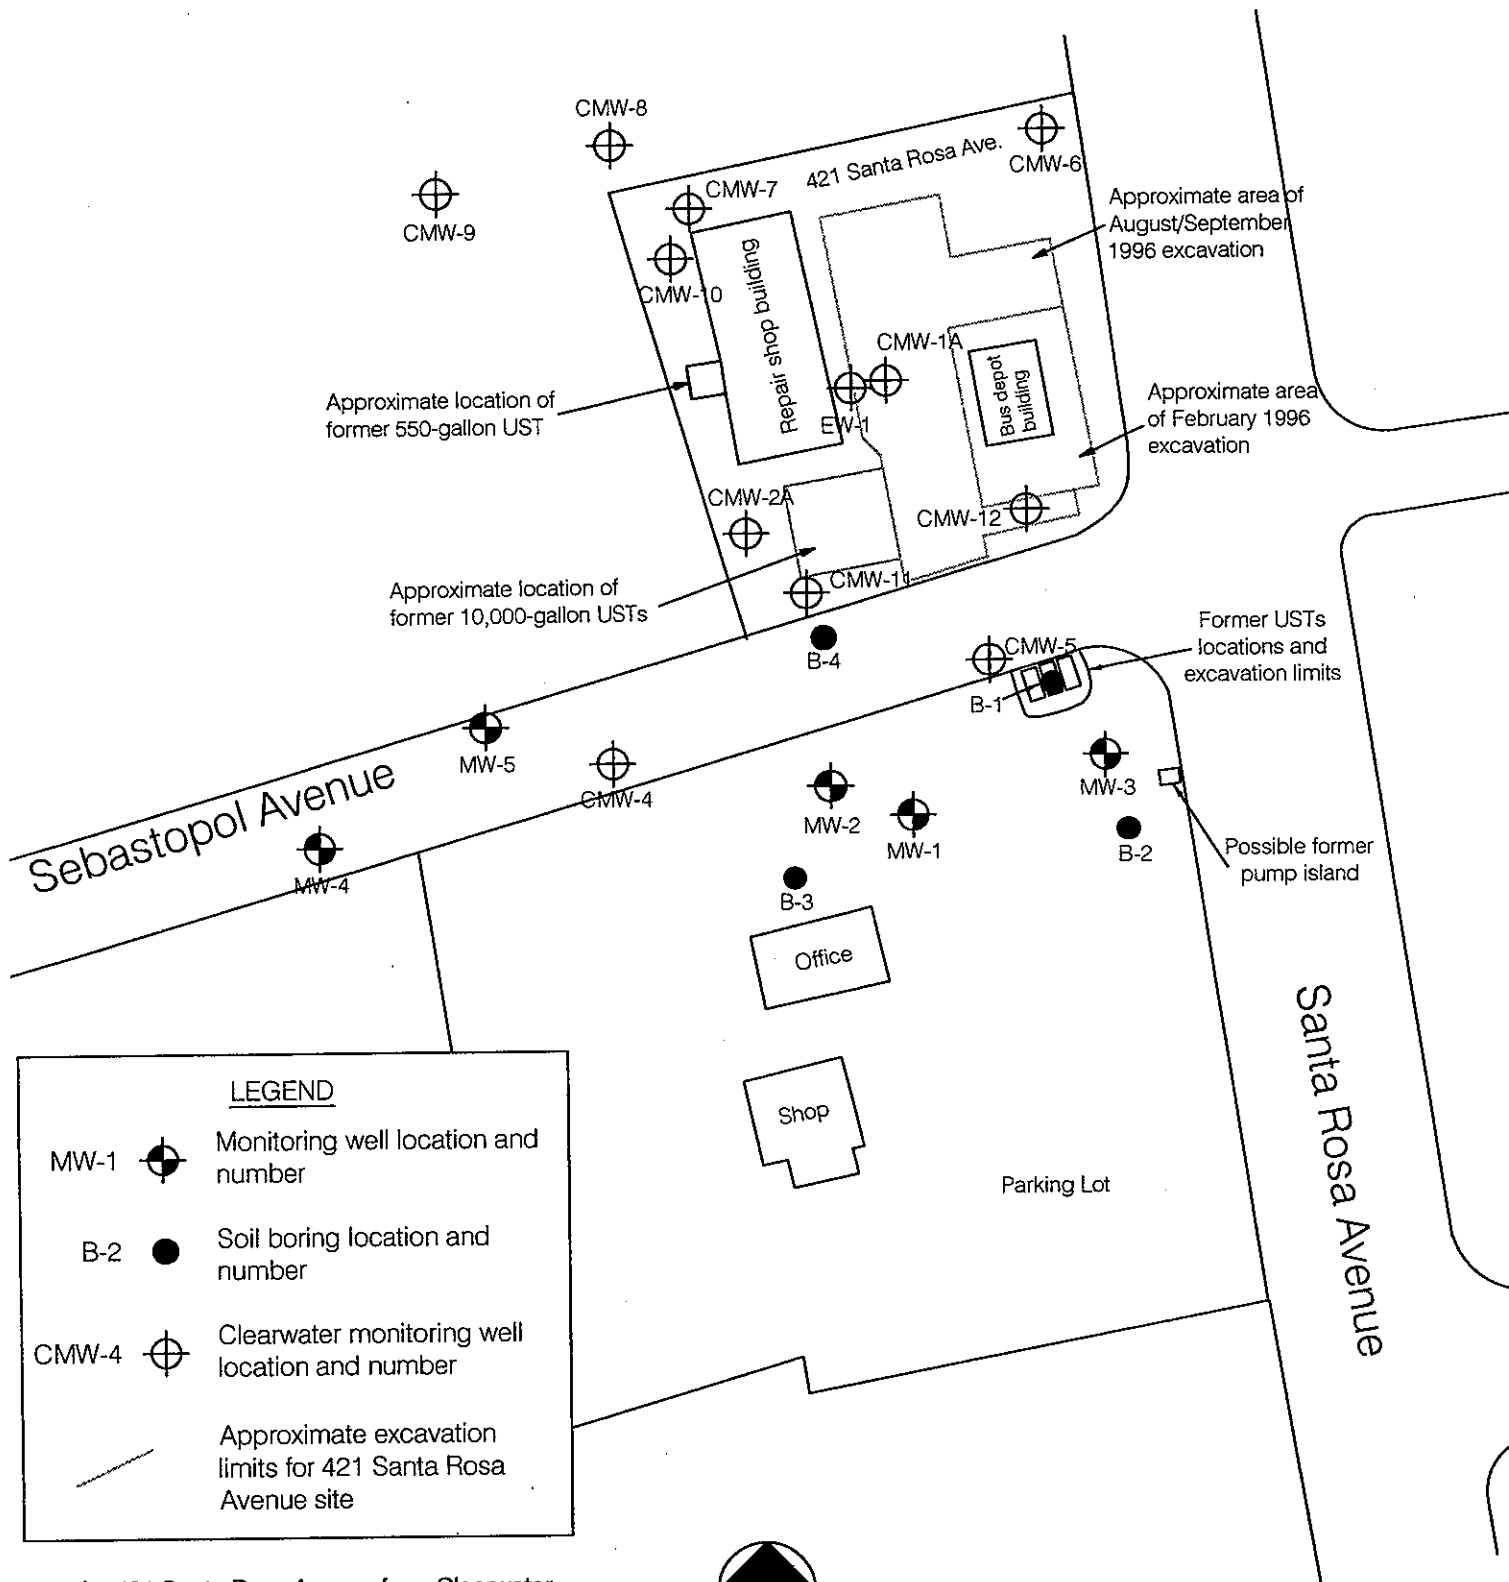 CMW-8
CMW-9
CMW-7
CMW-10
421 Santa Rosa Ave.
CMW-6
Approximate area of
August/September
1996 excavation
Repair shop building
CMW-1A
EW-1
Bus depot
building
Approximate location of
former 550-gallon UST
Approximate area
of February 1996
excavation
CMW-2A
CMW-12
Approximate location of
former 10,000-gallon USTs
CMW-11
B-4
CMW-5
B-1
Former USTs
locations and
excavation limits
Sebastopol Avenue
MW-5
CMW-4
MW-4
MW-2
MW-1
MW-3
B-2
B-3
Possible former
pump island
Office
Shop
Parking Lot
Santa Rosa Avenue
LEGEND
MW-1
Monitoring well location and
number
B-2
Soil boring location and
number
CMW-4
Clearwater monitoring well
location and number
Approximate excavation
limits for 421 Santa Rosa
Avenue site